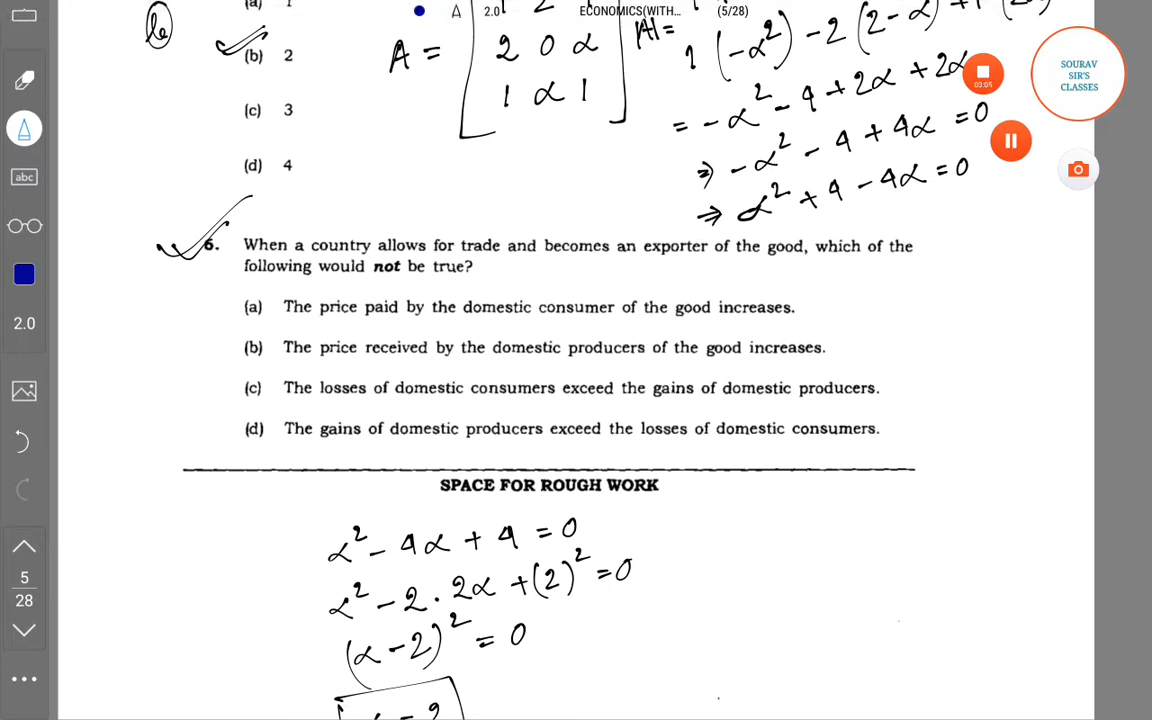 (a) 1
A 2.0 ECONOMICS(WITH... (5/28)
(b) 2
(c) 3
(d) 4
A =
2 0 α
1 α 1
|A| =
1 (-α²) - 2 (2 - α) +
= - α² - 4 + 2α + 2α
⇒ - α² - 4 + 4α = 0
⇒ α² + 4 - 4α = 0
SOURAV
SIR'S
CLASSES
03:05
abc
2.0
6. When a country allows for trade and becomes an exporter of the good, which of the
following would not be true?
(a) The price paid by the domestic consumer of the good increases.
(b) The price received by the domestic producers of the good increases.
(c) The losses of domestic consumers exceed the gains of domestic producers.
(d) The gains of domestic producers exceed the losses of domestic consumers.
SPACE FOR ROUGH WORK
α² - 4α + 4 = 0
α² - 2 · 2α + (2)² = 0
(α - 2)² = 0
5
28